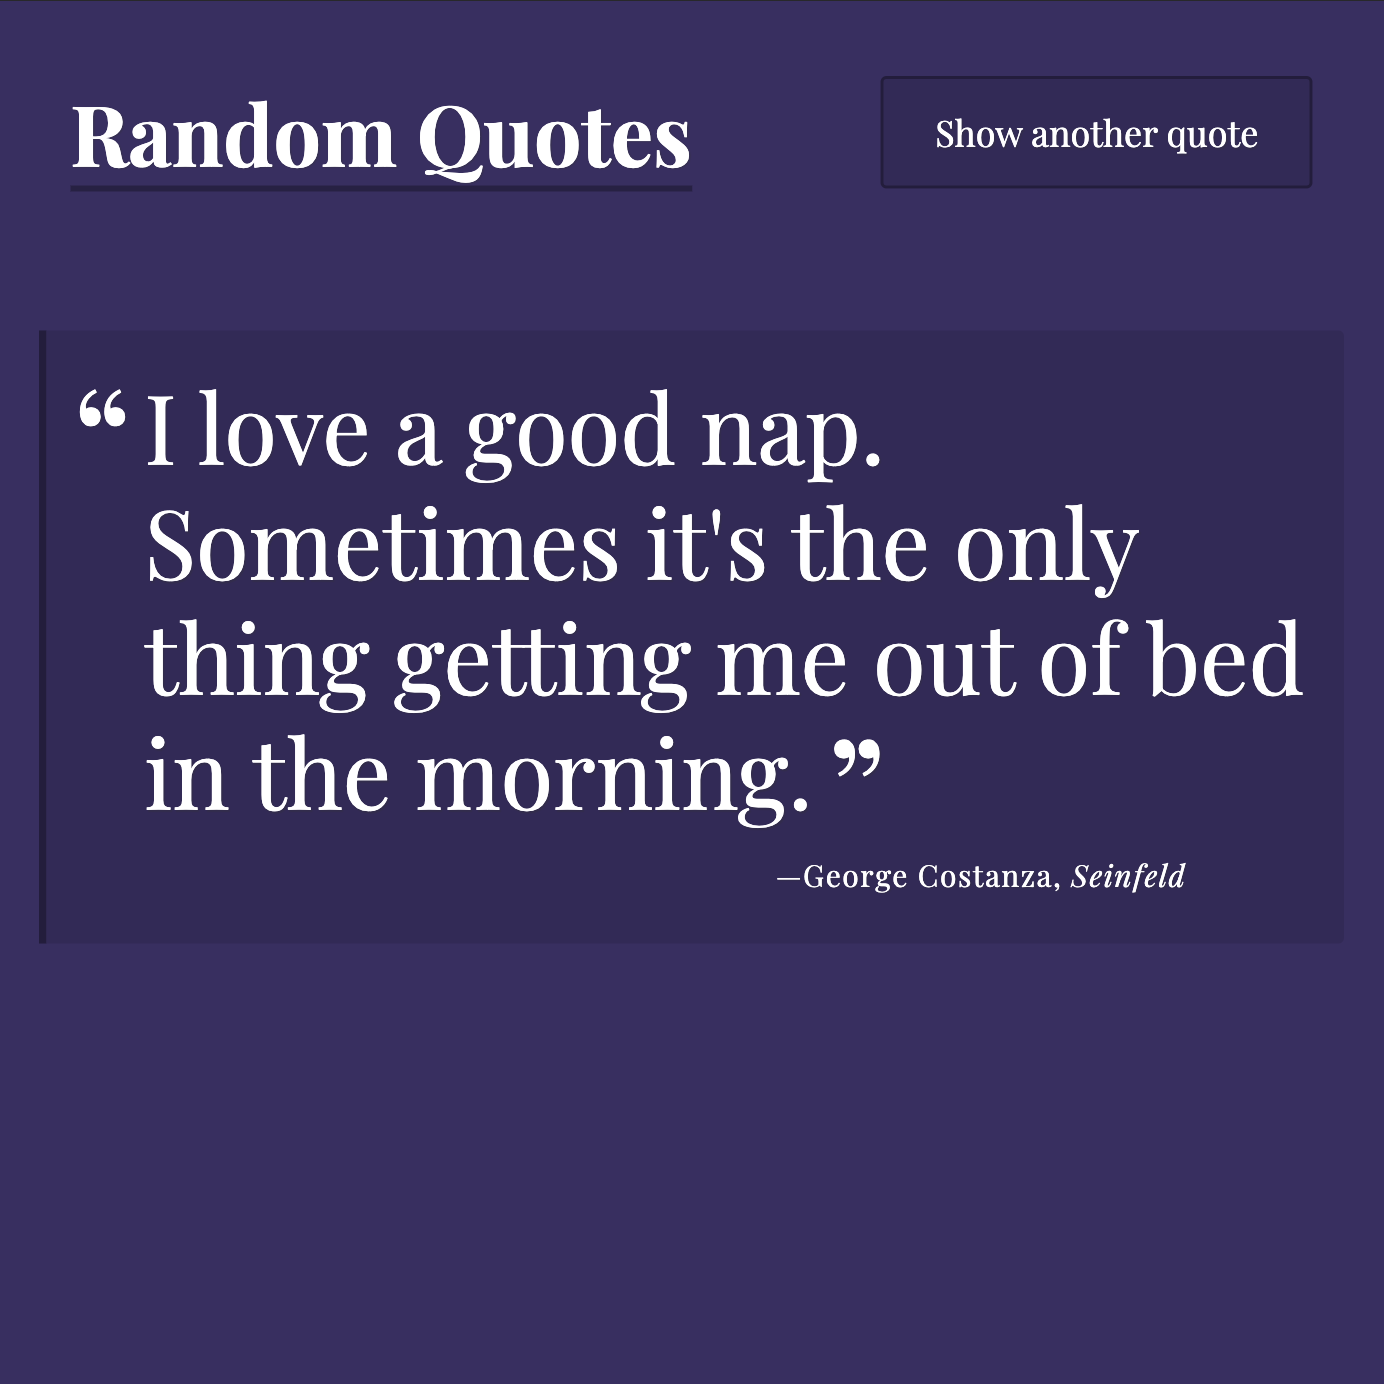 Random Quotes
Show another quote
“ I love a good nap.
Sometimes it's the only
thing getting me out of bed
in the morning. ”
—George Costanza, Seinfeld